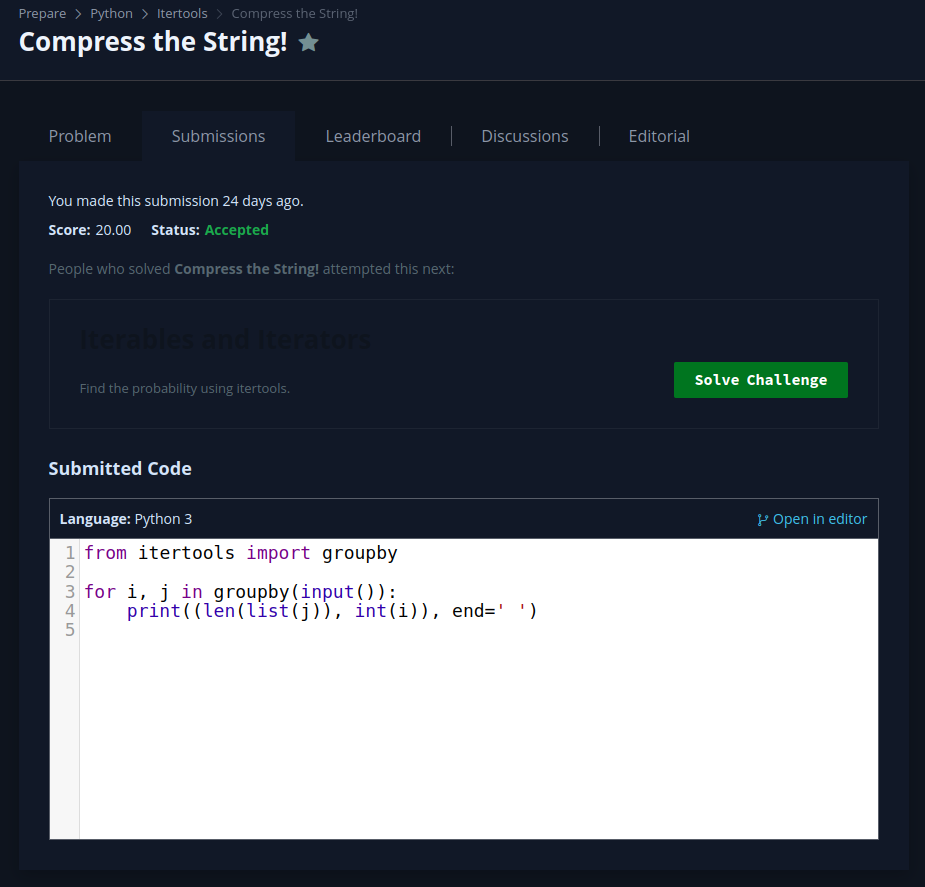 Prepare > Python > Itertools > Compress the String!
Compress the String!
Problem Submissions Leaderboard Discussions Editorial
You made this submission 24 days ago.
Score: 20.00 Status: Accepted
People who solved Compress the String! attempted this next:
Iterables and Iterators
Find the probability using itertools.
Solve Challenge
Submitted Code
Language: Python 3 Open in editor
1 from itertools import groupby
2
3 for i, j in groupby(input()):
4     print((len(list(j)), int(i)), end=' ')
5